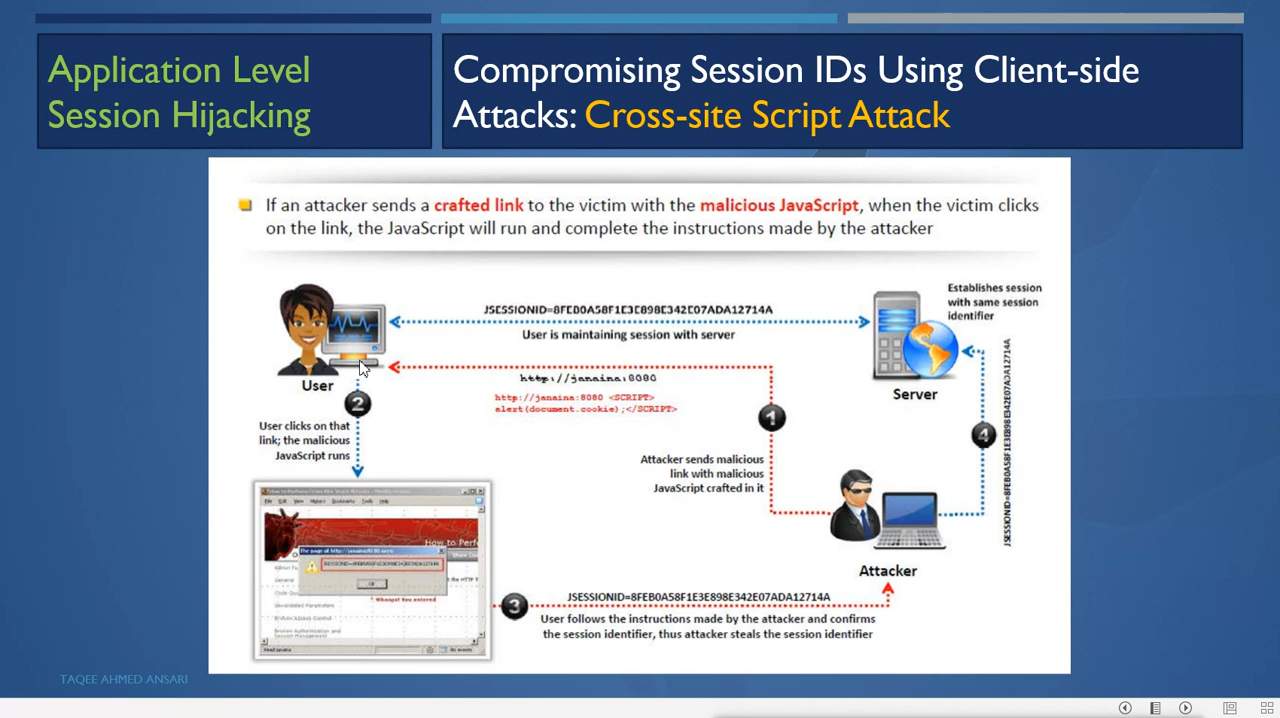 Application Level
Session Hijacking
Compromising Session IDs Using Client-side
Attacks: Cross-site Script Attack
If an attacker sends a crafted link to the victim with the malicious JavaScript, when the victim clicks
on the link, the JavaScript will run and complete the instructions made by the attacker
JSESSIONID=8FEB0A58F1E3E898E342E07ADA12714A
User is maintaining session with server
Establishes session
with same session
identifier
User
Server
http://janaina:8080
http://janaina:8080 <SCRIPT>
alert(document.cookie);</SCRIPT>
1
2
User clicks on that
link; the malicious
JavaScript runs
Attacker sends malicious
link with malicious
JavaScript crafted in it
4
JSESSIONID=8FEB0A58F1E3E898E342E07ADA12714A
Attacker
How to Perf
OK
3
JSESSIONID=8FEB0A58F1E3E898E342E07ADA12714A
User follows the instructions made by the attacker and confirms
the session identifier, thus attacker steals the session identifier
TAQEE AHMED ANSARI